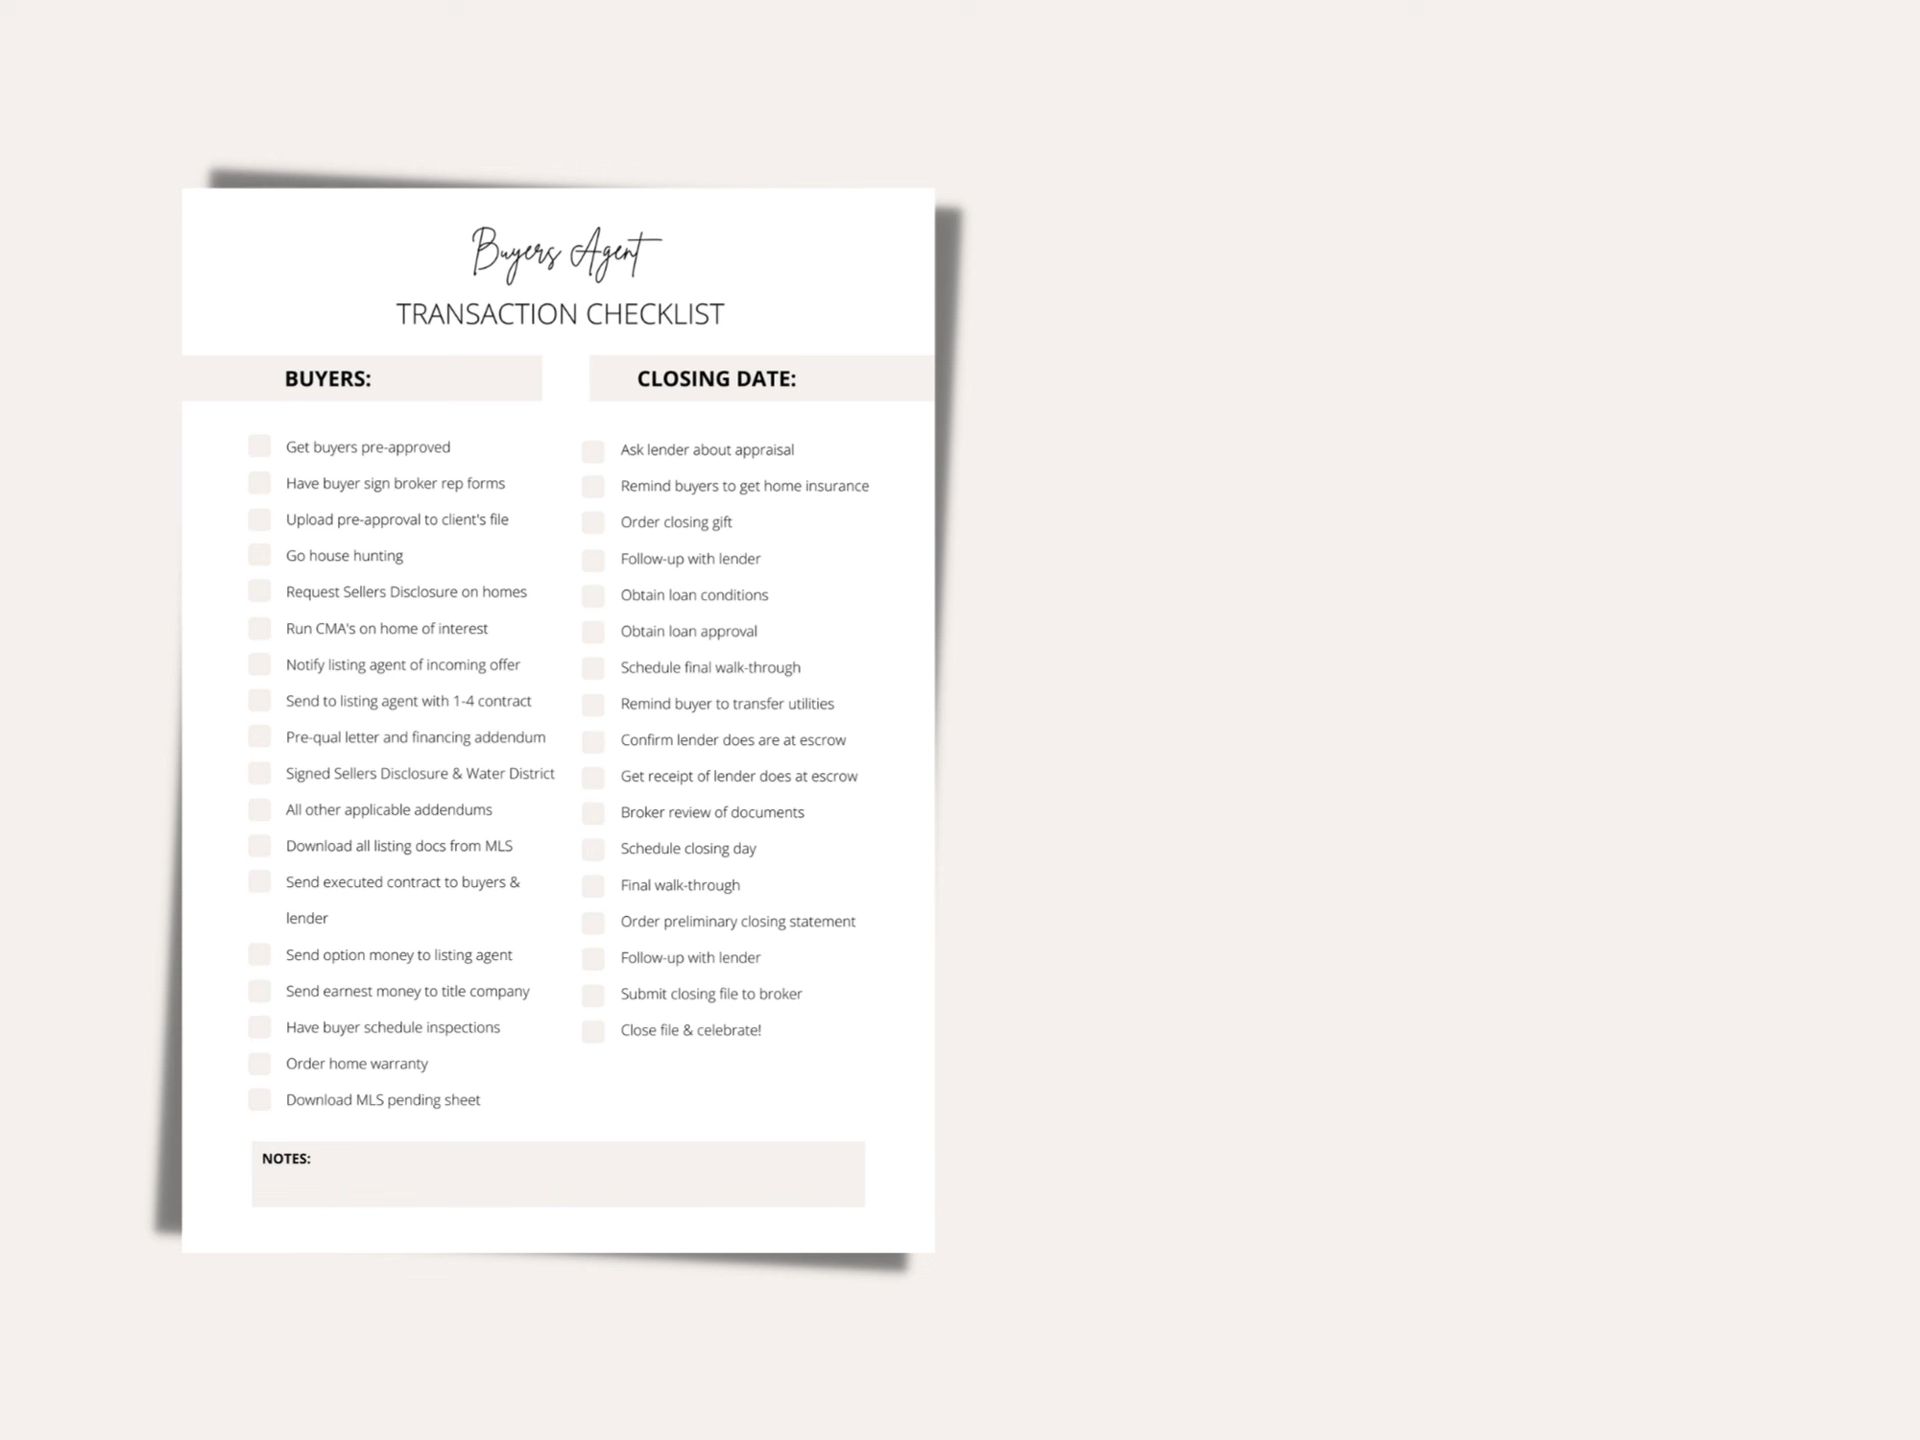 Buyers Agent
TRANSACTION CHECKLIST
BUYERS:
Get buyers pre-approved
Have buyer sign broker rep forms
Upload pre-approval to client's file
Go house hunting
Request Sellers Disclosure on homes
Run CMA's on home of interest
Notify listing agent of incoming offer
Send to listing agent with 1-4 contract
Pre-qual letter and financing addendum
Signed Sellers Disclosure & Water District
All other applicable addendums
Download all listing docs from MLS
Send executed contract to buyers &
lender
Send option money to listing agent
Send earnest money to title company
Have buyer schedule inspections
Order home warranty
Download MLS pending sheet
CLOSING DATE:
Ask lender about appraisal
Remind buyers to get home insurance
Order closing gift
Follow-up with lender
Obtain loan conditions
Obtain loan approval
Schedule final walk-through
Remind buyer to transfer utilities
Confirm lender does are at escrow
Get receipt of lender does at escrow
Broker review of documents
Schedule closing day
Final walk-through
Order preliminary closing statement
Follow-up with lender
Submit closing file to broker
Close file & celebrate!
NOTES: